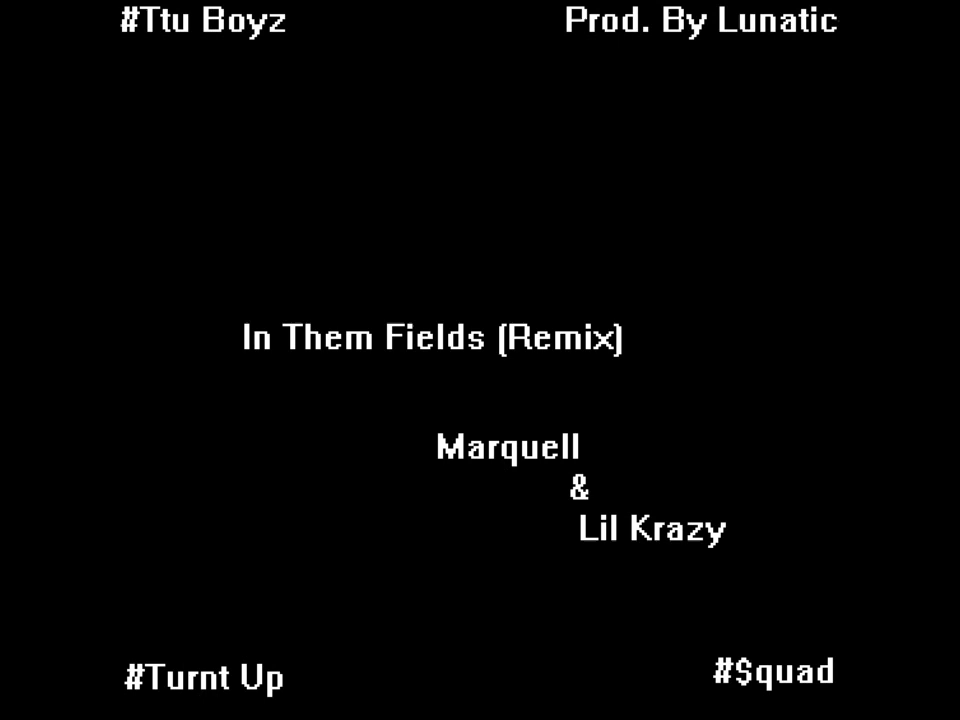 #Ttu Boyz
Prod. By Lunatic
In Them Fields (Remix)
Marquell
&
Lil Krazy
#Turnt Up
#$quad